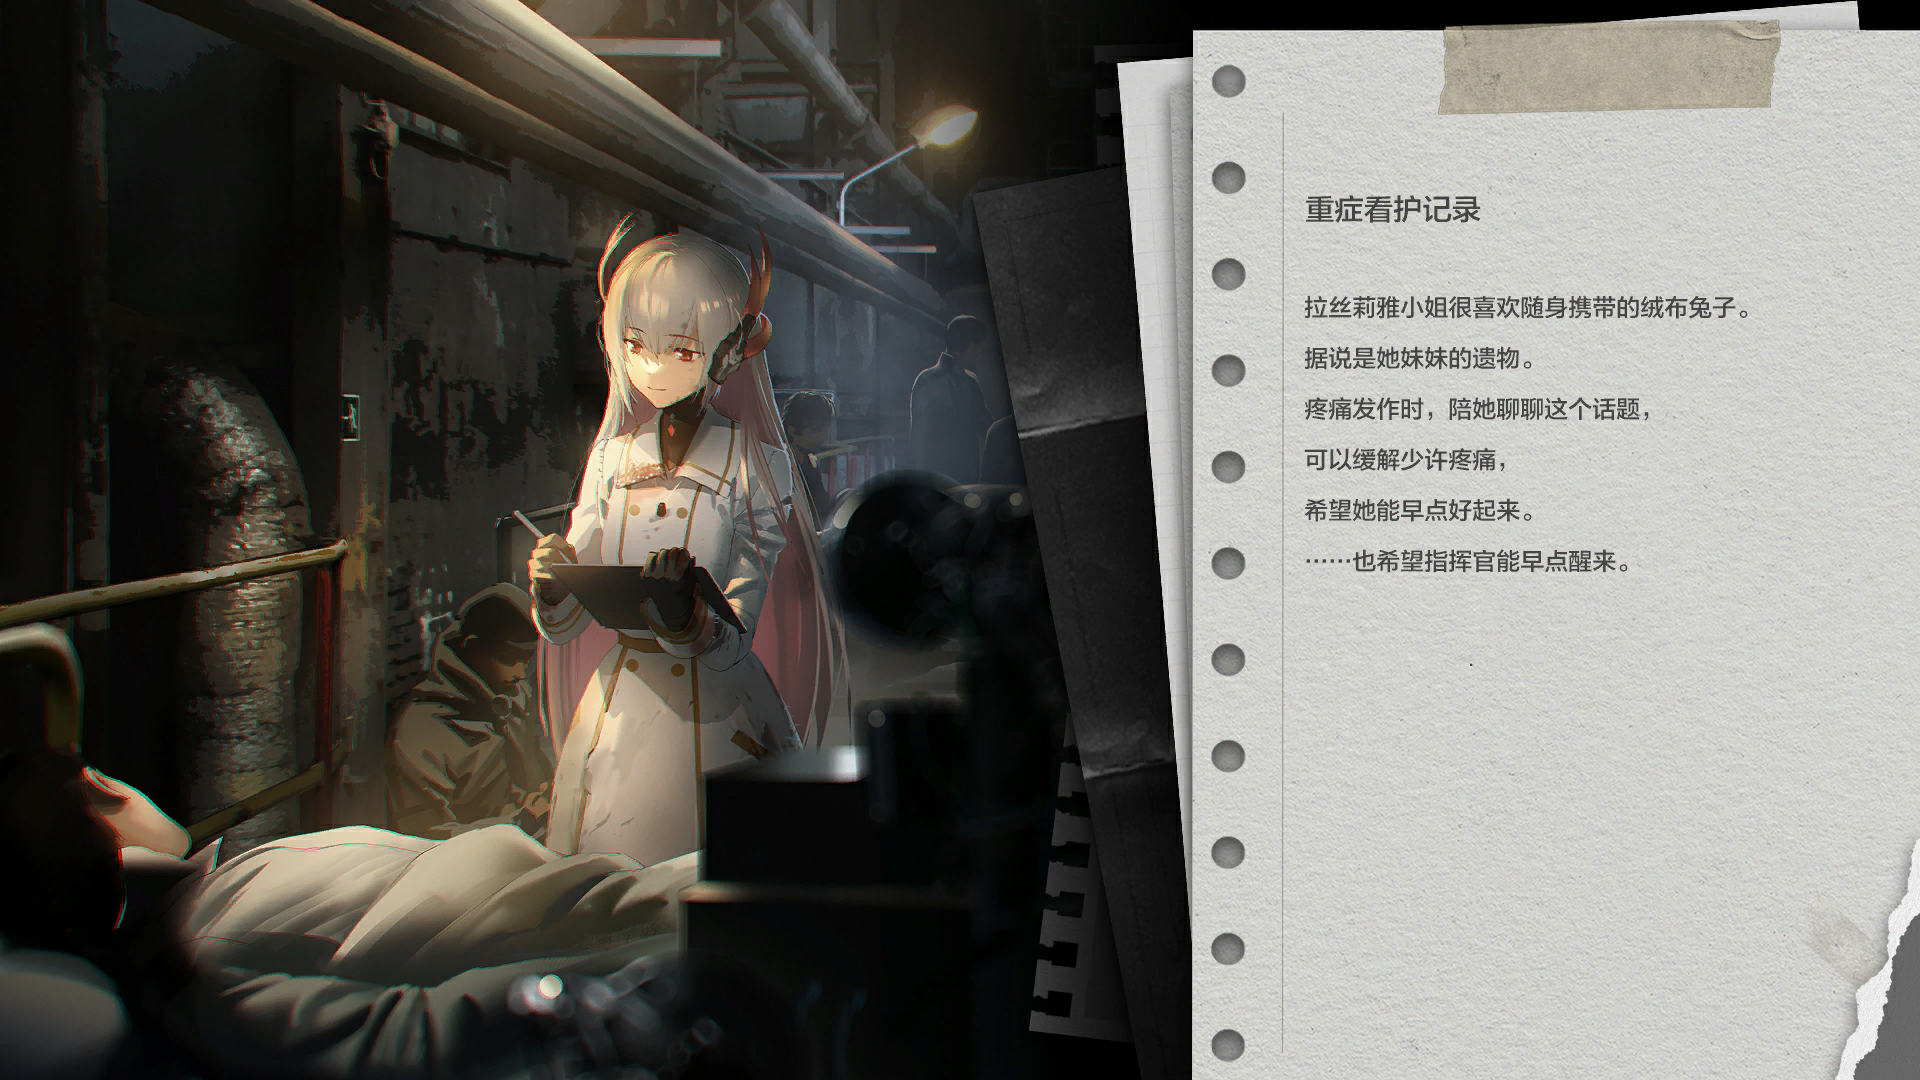 重症看护记录
拉丝莉雅小姐很喜欢随身携带的绒布兔子。
据说是她妹妹的遗物。
疼痛发作时，陪她聊聊这个话题，
可以缓解少许疼痛，
希望她能早点好起来。
……也希望指挥官能早点醒来。